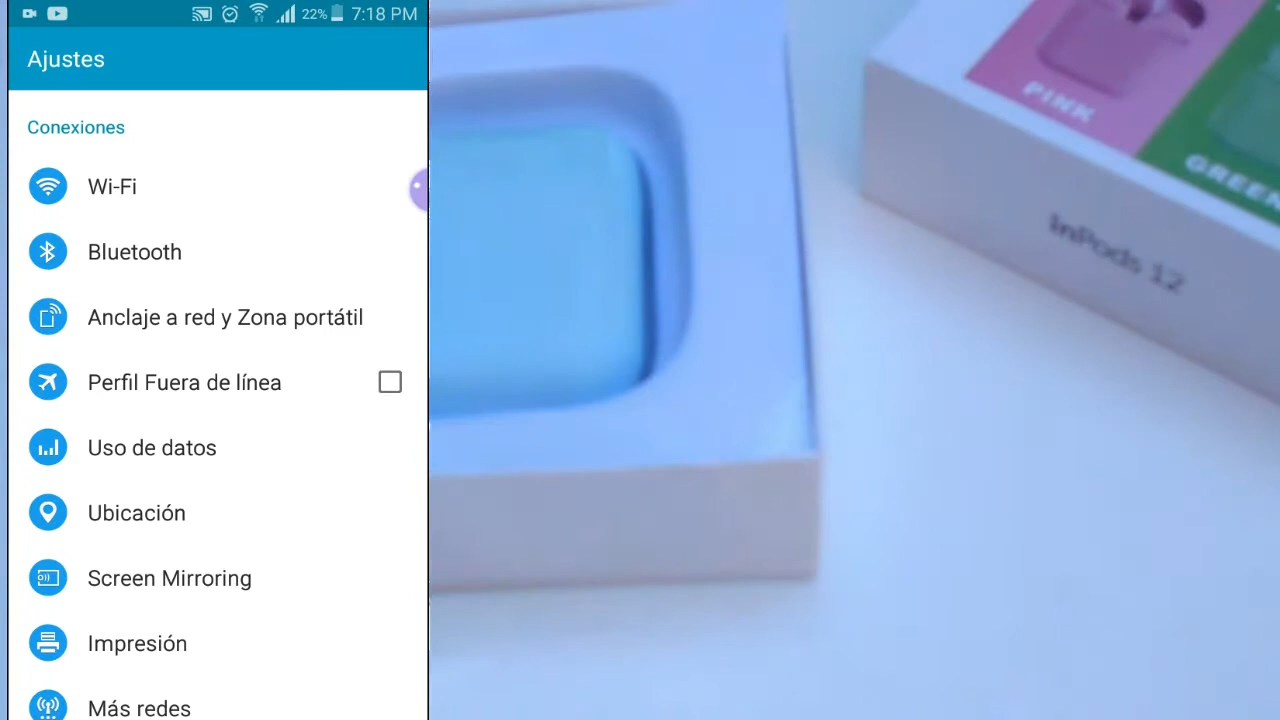 22% 7:18 PM
Ajustes
Conexiones
Wi-Fi
Bluetooth
Anclaje a red y Zona portátil
Perfil Fuera de línea
Uso de datos
Ubicación
Screen Mirroring
Impresión
Más redes
PINK
GREEN
InPods 12